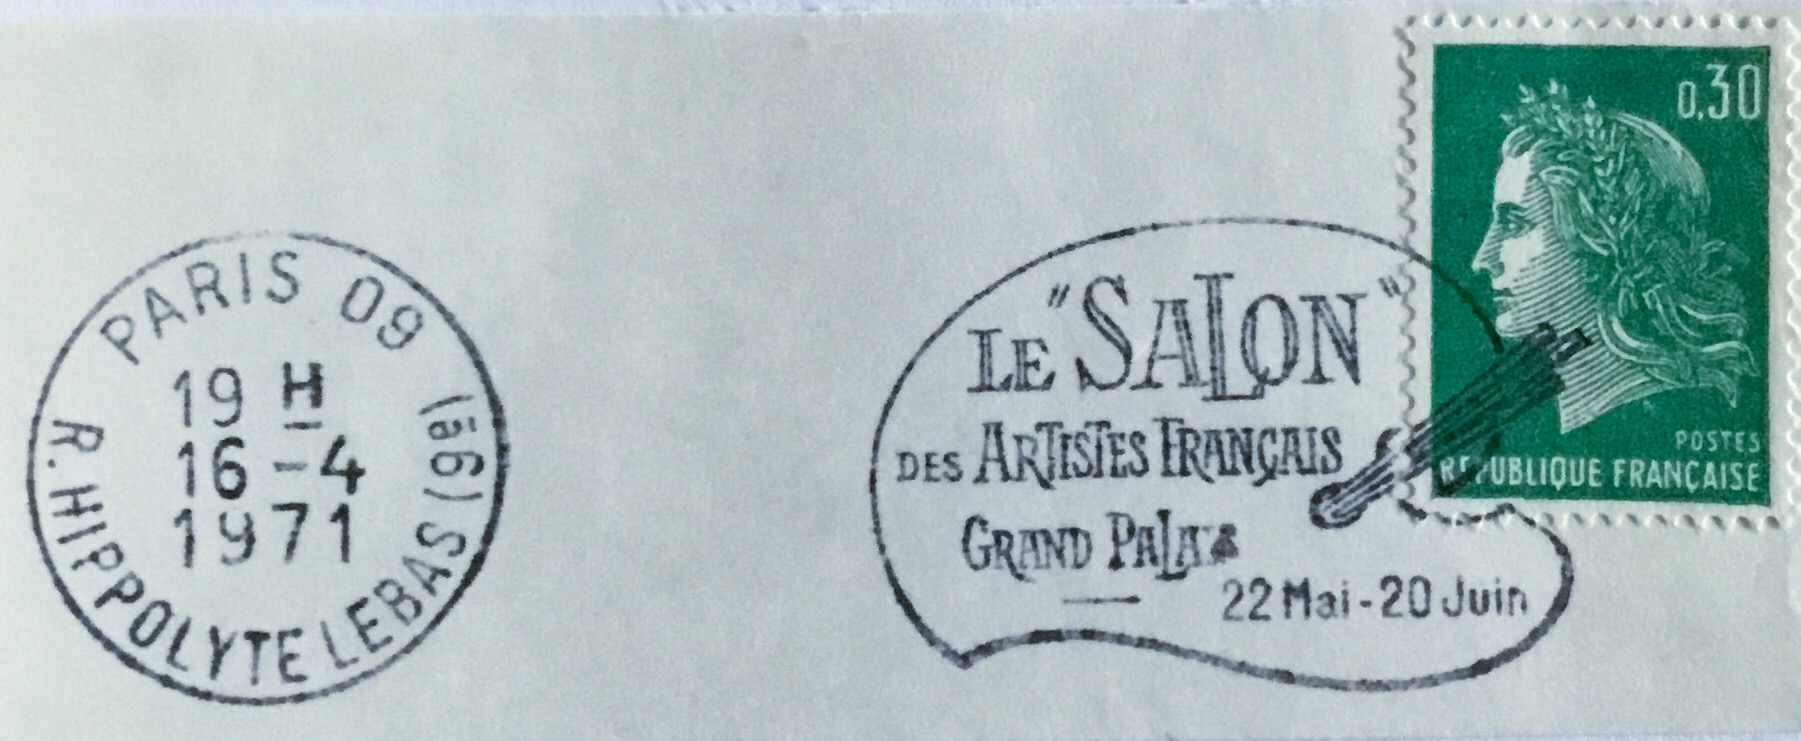 PARIS 09
19 H
16 - 4
1971
R. HIPPOLYTE LEBAS (9è)
LE "SALON"
DES ARTISTES FRANÇAIS
GRAND PALAIS
22 Mai - 20 Juin
0,30
POSTES
REPUBLIQUE FRANÇAISE